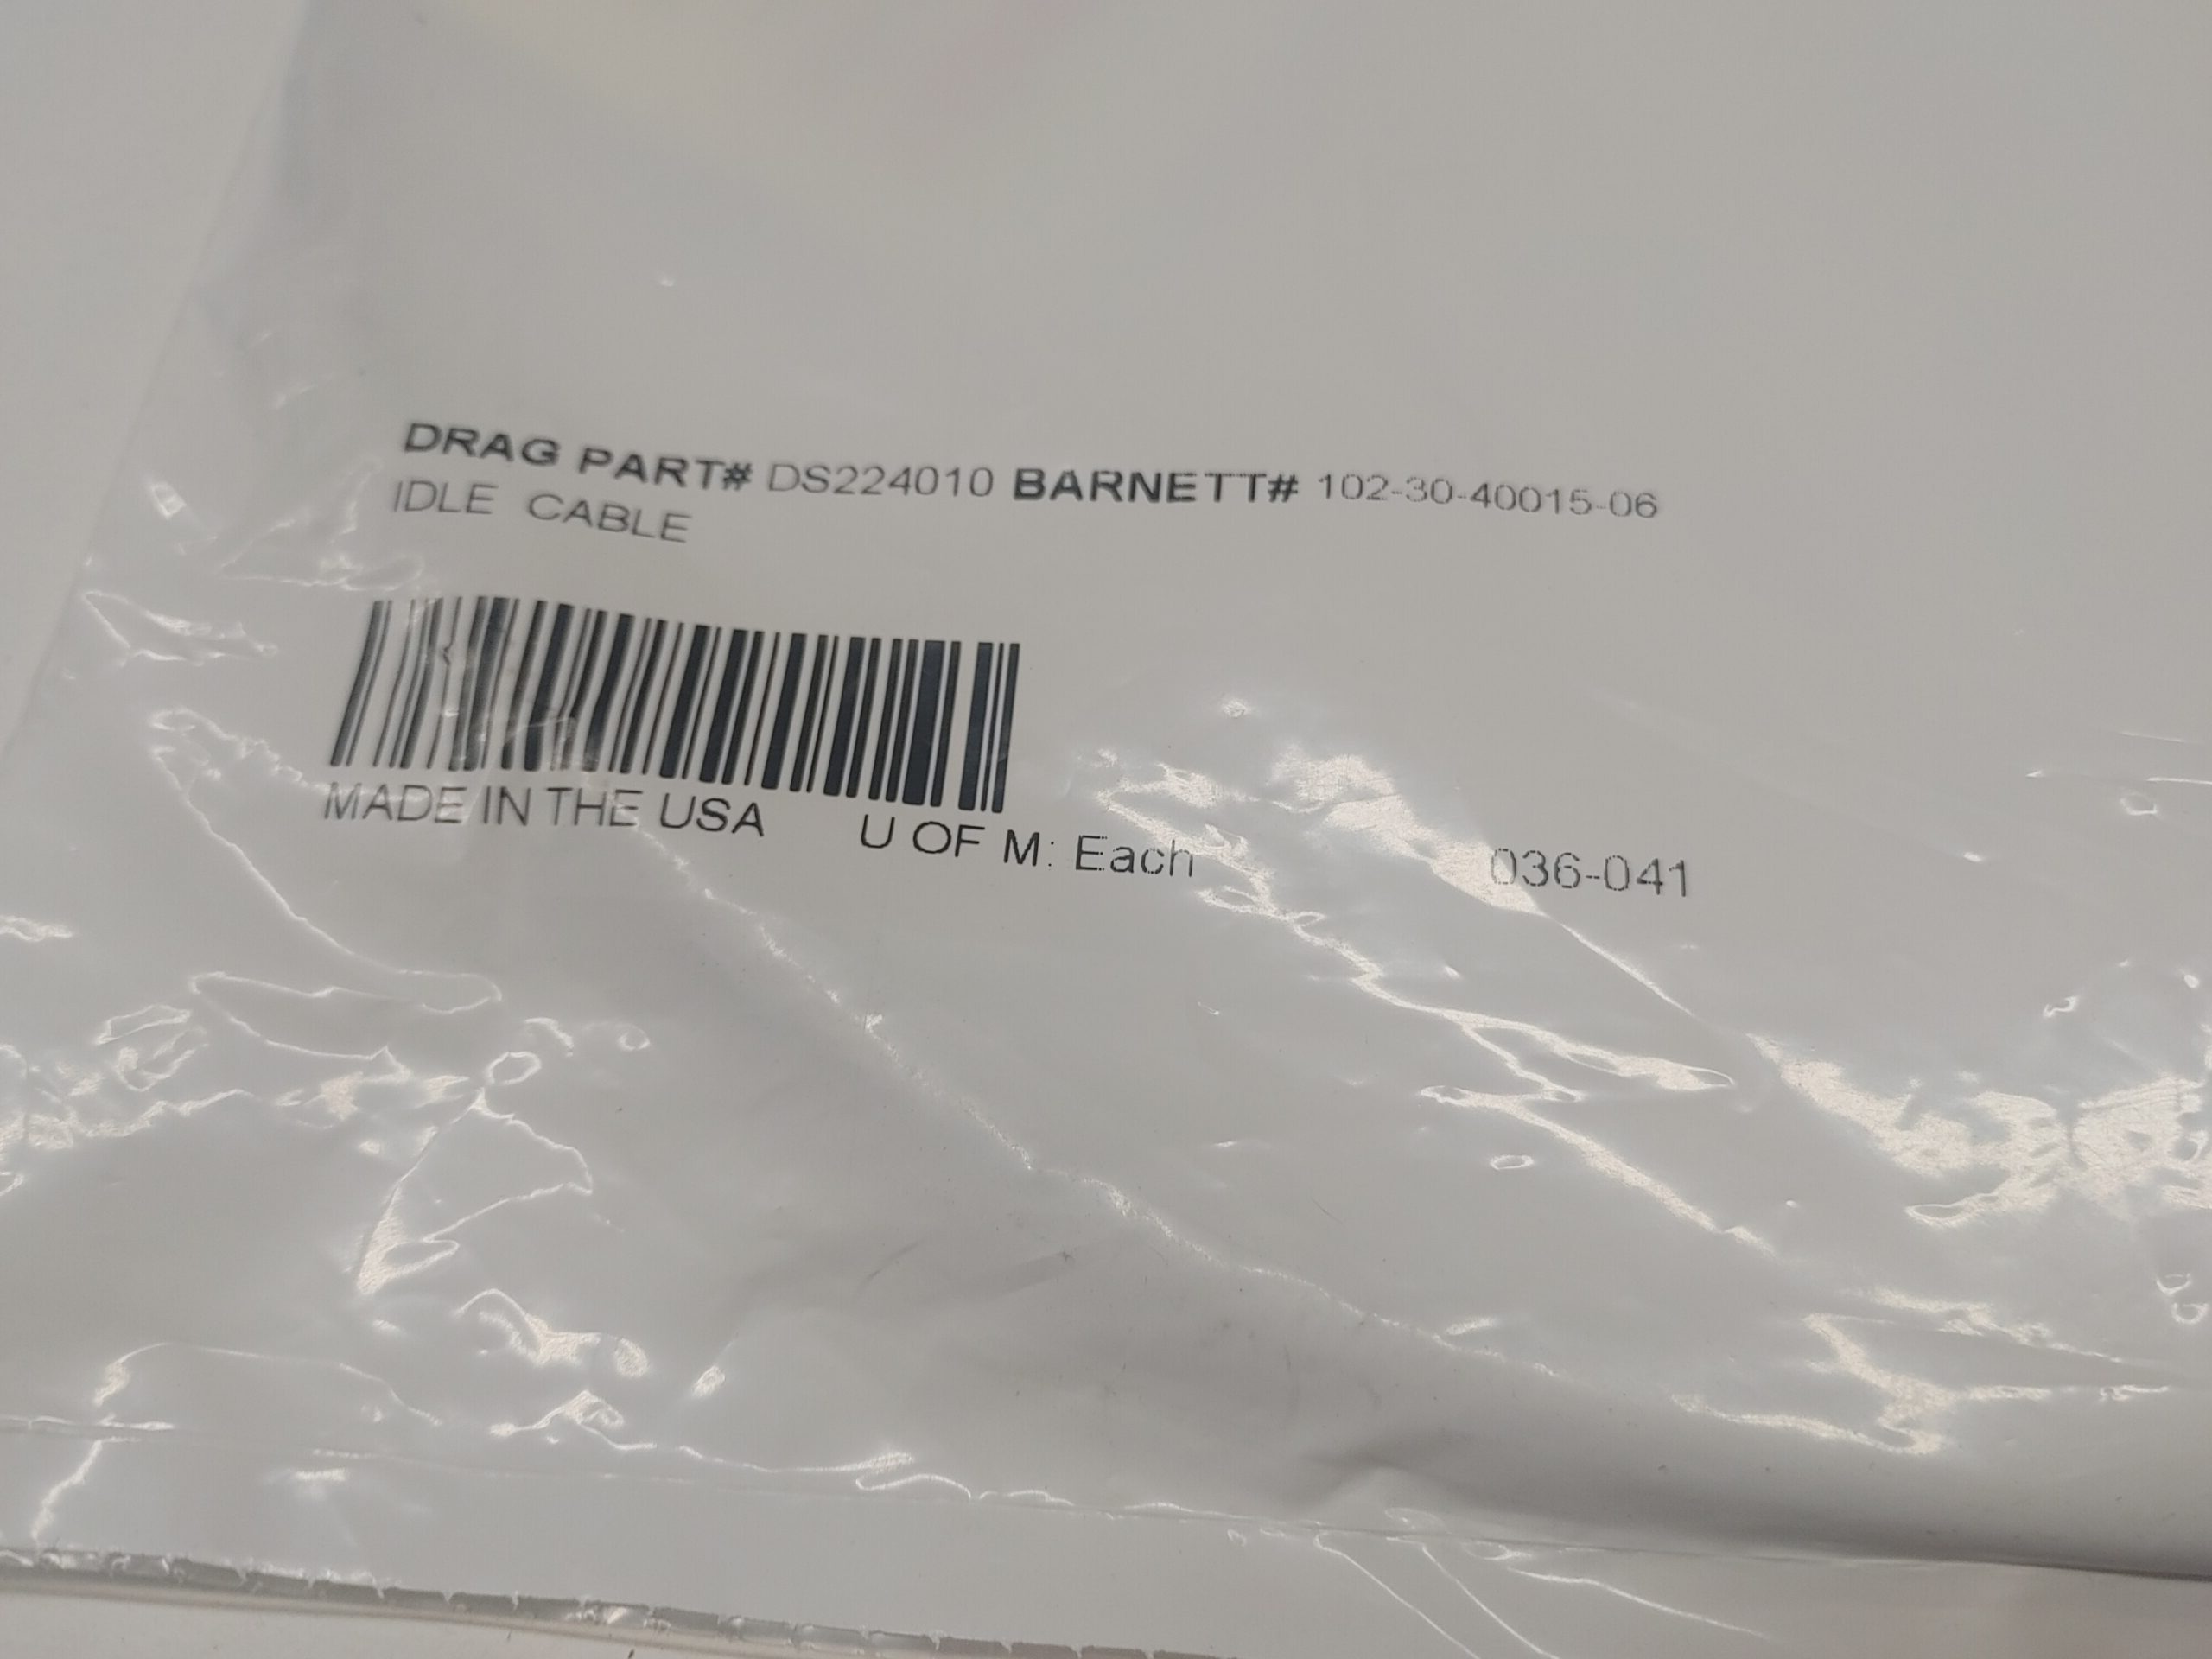 DRAG PART# DS224010 BARNETT# 102-30-40015-06
IDLE CABLE
MADE IN THE USA U OF M: Each 036-041